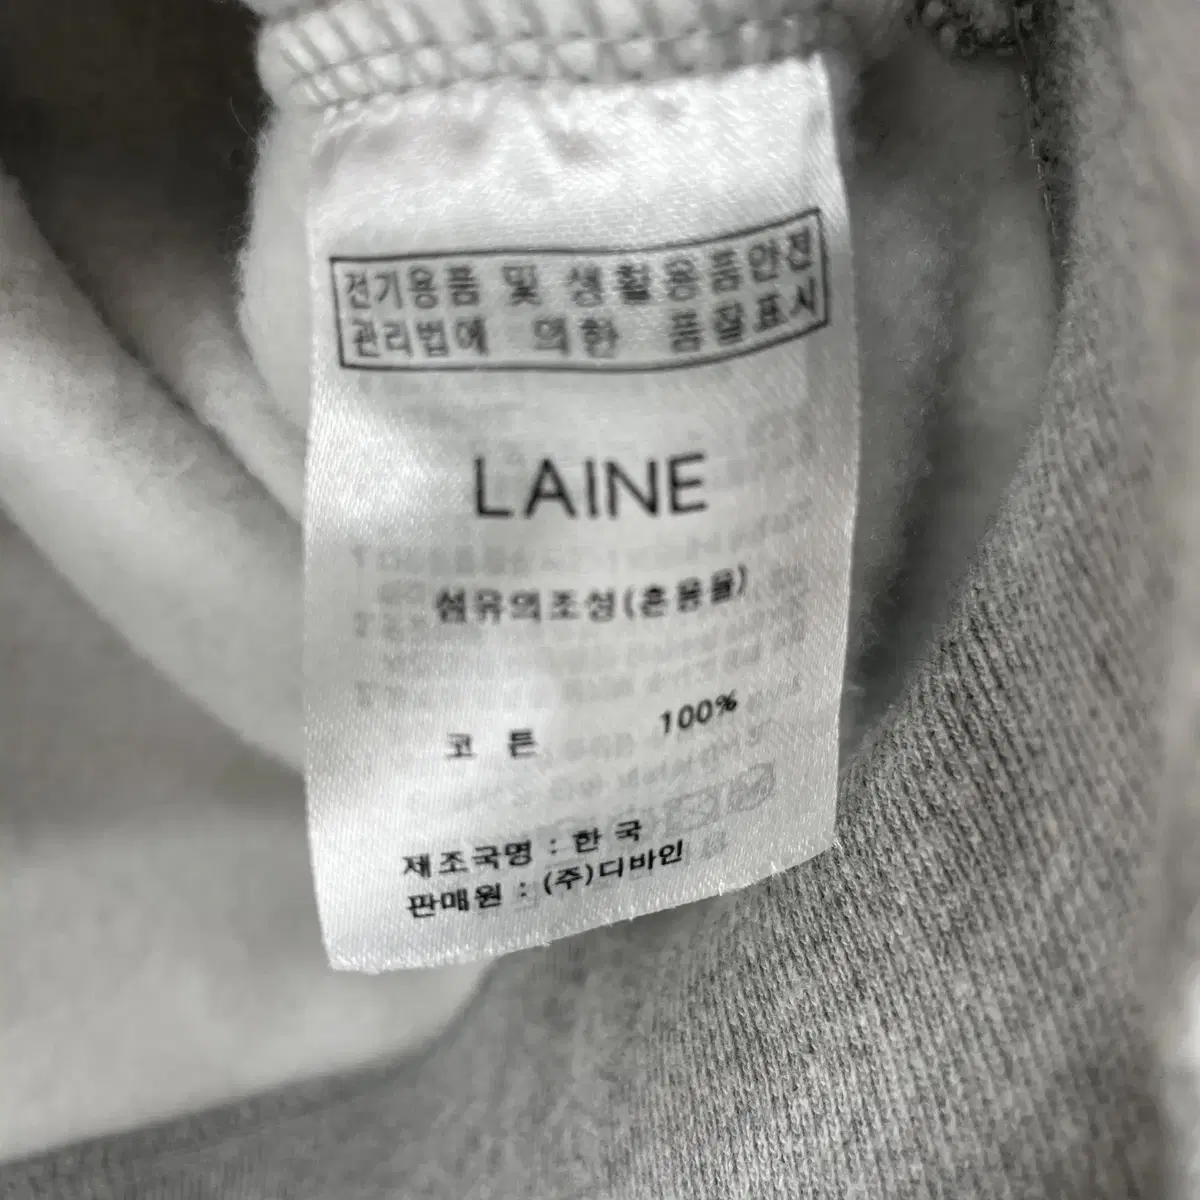 전기용품 및 생활용품안전
관리법에 의한 품질표시
LAINE
섬유의조성(혼용율)
코 튼 100%
제조국명 : 한 국
판매원 : (주)디바인